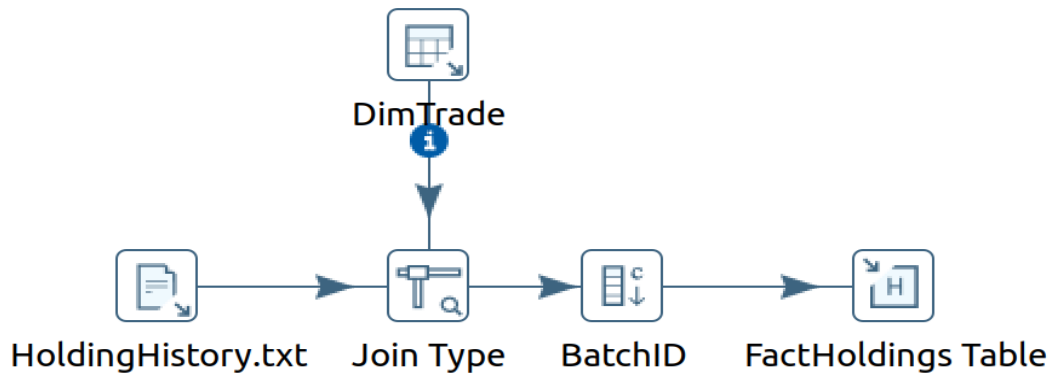 DimTrade
i
H
C
HoldingHistory.txt
Join Type
BatchID
FactHoldings Table